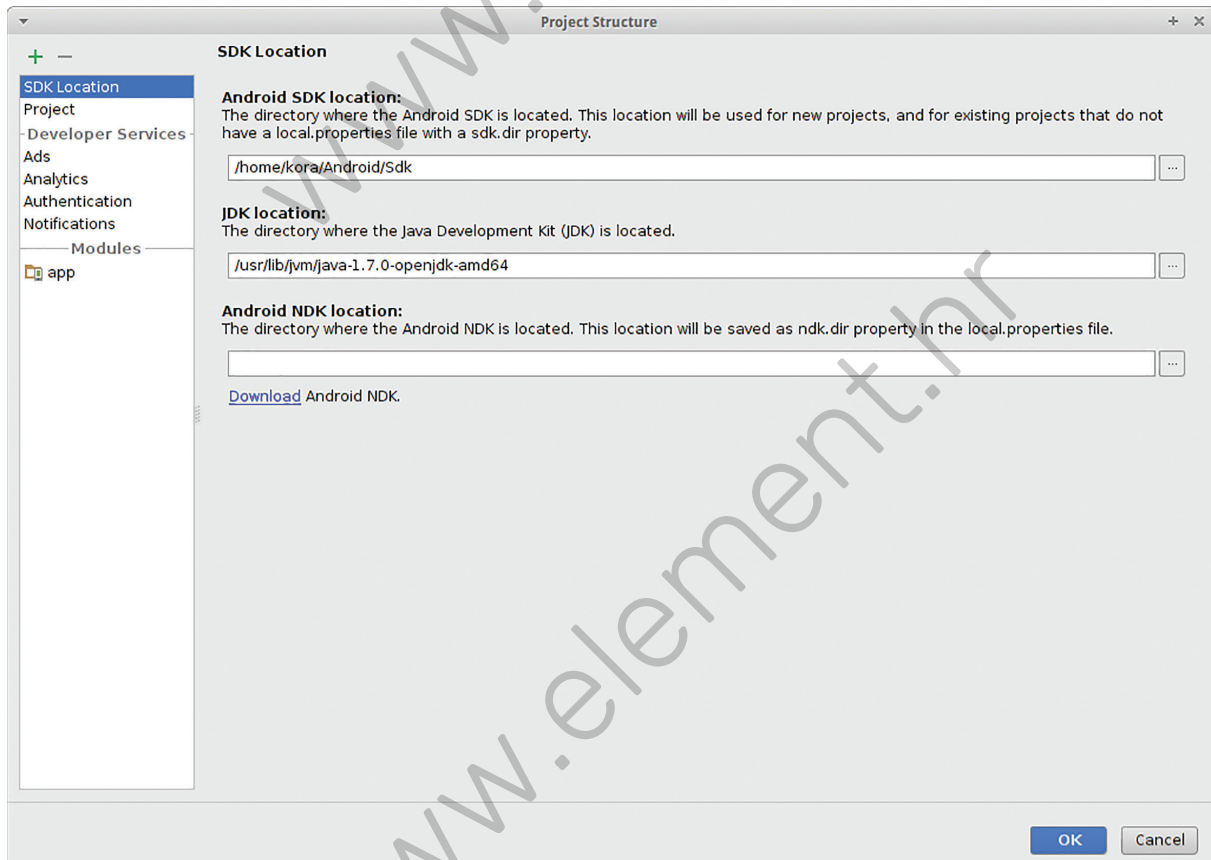 Project Structure
SDK Location
Project
Developer Services
Ads
Analytics
Authentication
Notifications
Modules
app
SDK Location
Android SDK location:
The directory where the Android SDK is located. This location will be used for new projects, and for existing projects that do not
have a local.properties file with a sdk.dir property.
/home/kora/Android/Sdk
...
JDK location:
The directory where the Java Development Kit (JDK) is located.
/usr/lib/jvm/java-1.7.0-openjdk-amd64
...
Android NDK location:
The directory where the Android NDK is located. This location will be saved as ndk.dir property in the local.properties file.
...
Download Android NDK.
OK
Cancel
www.element.hr
www.